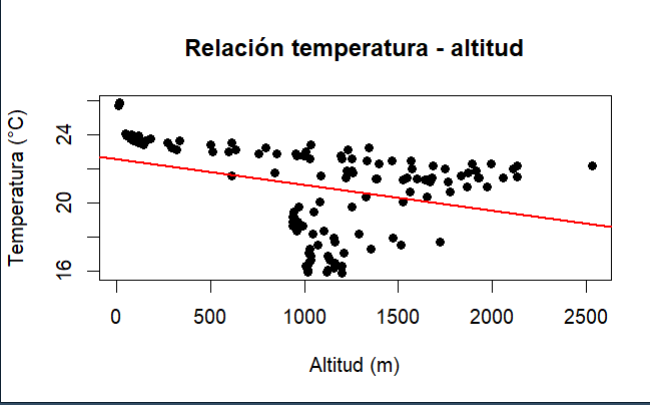 Relación temperatura - altitud
Temperatura (°C)
24
20
16
0 500 1000 1500 2000 2500
Altitud (m)